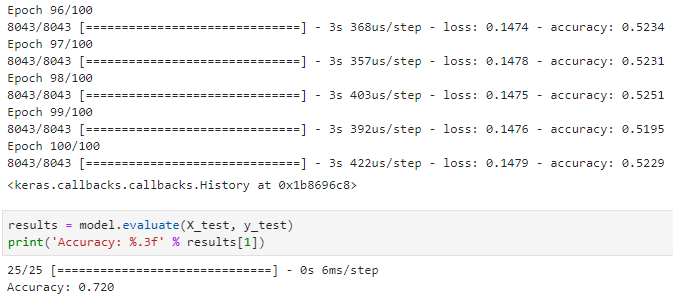 Epoch 96/100
8043/8043 [==============================] - 3s 368us/step - loss: 0.1474 - accuracy: 0.5234
Epoch 97/100
8043/8043 [==============================] - 3s 357us/step - loss: 0.1478 - accuracy: 0.5231
Epoch 98/100
8043/8043 [==============================] - 3s 403us/step - loss: 0.1475 - accuracy: 0.5251
Epoch 99/100
8043/8043 [==============================] - 3s 392us/step - loss: 0.1476 - accuracy: 0.5195
Epoch 100/100
8043/8043 [==============================] - 3s 422us/step - loss: 0.1479 - accuracy: 0.5229
<keras.callbacks.callbacks.History at 0x1b8696c8>
results = model.evaluate(X_test, y_test)
print('Accuracy: %.3f' % results[1])
25/25 [==============================] - 0s 6ms/step
Accuracy: 0.720